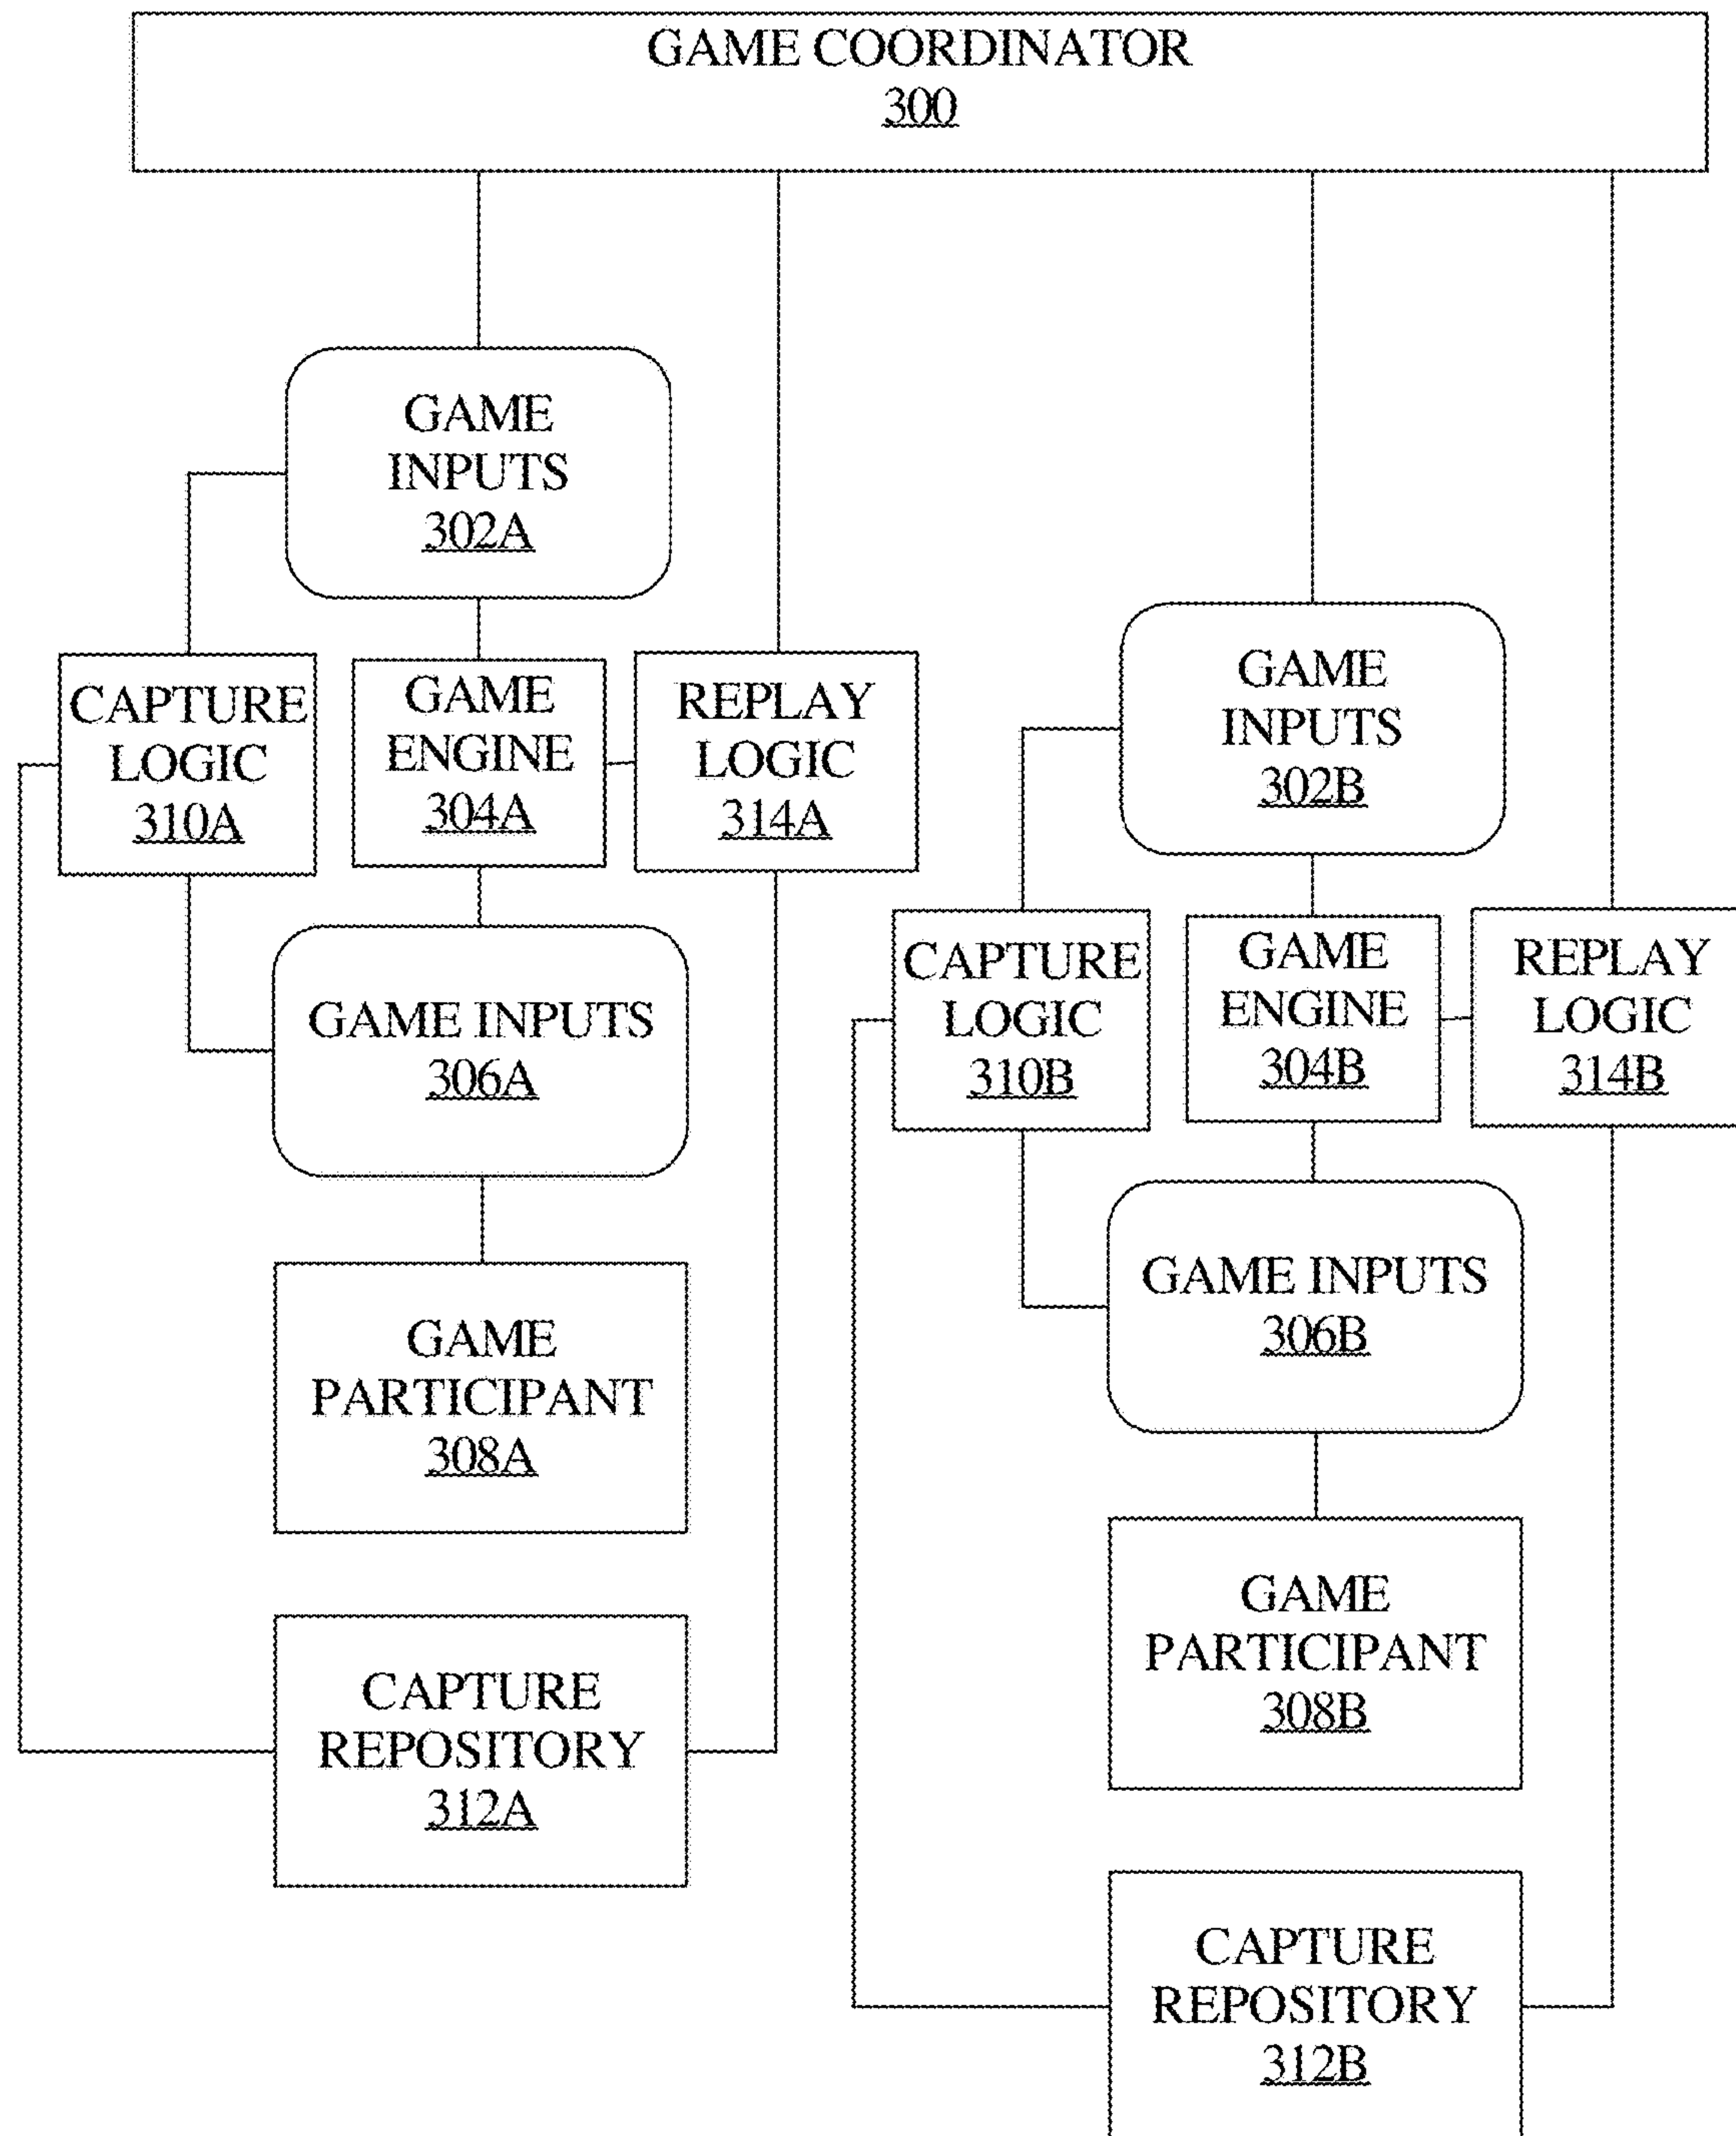 GAME COORDINATOR
300
GAME
INPUTS
302A
CAPTURE
LOGIC
310A
GAME
ENGINE
304A
REPLAY
LOGIC
314A
GAME INPUTS
306A
GAME
PARTICIPANT
308A
CAPTURE
REPOSITORY
312A
GAME
INPUTS
302B
CAPTURE
LOGIC
310B
GAME
ENGINE
304B
REPLAY
LOGIC
314B
GAME INPUTS
306B
GAME
PARTICIPANT
308B
CAPTURE
REPOSITORY
312B